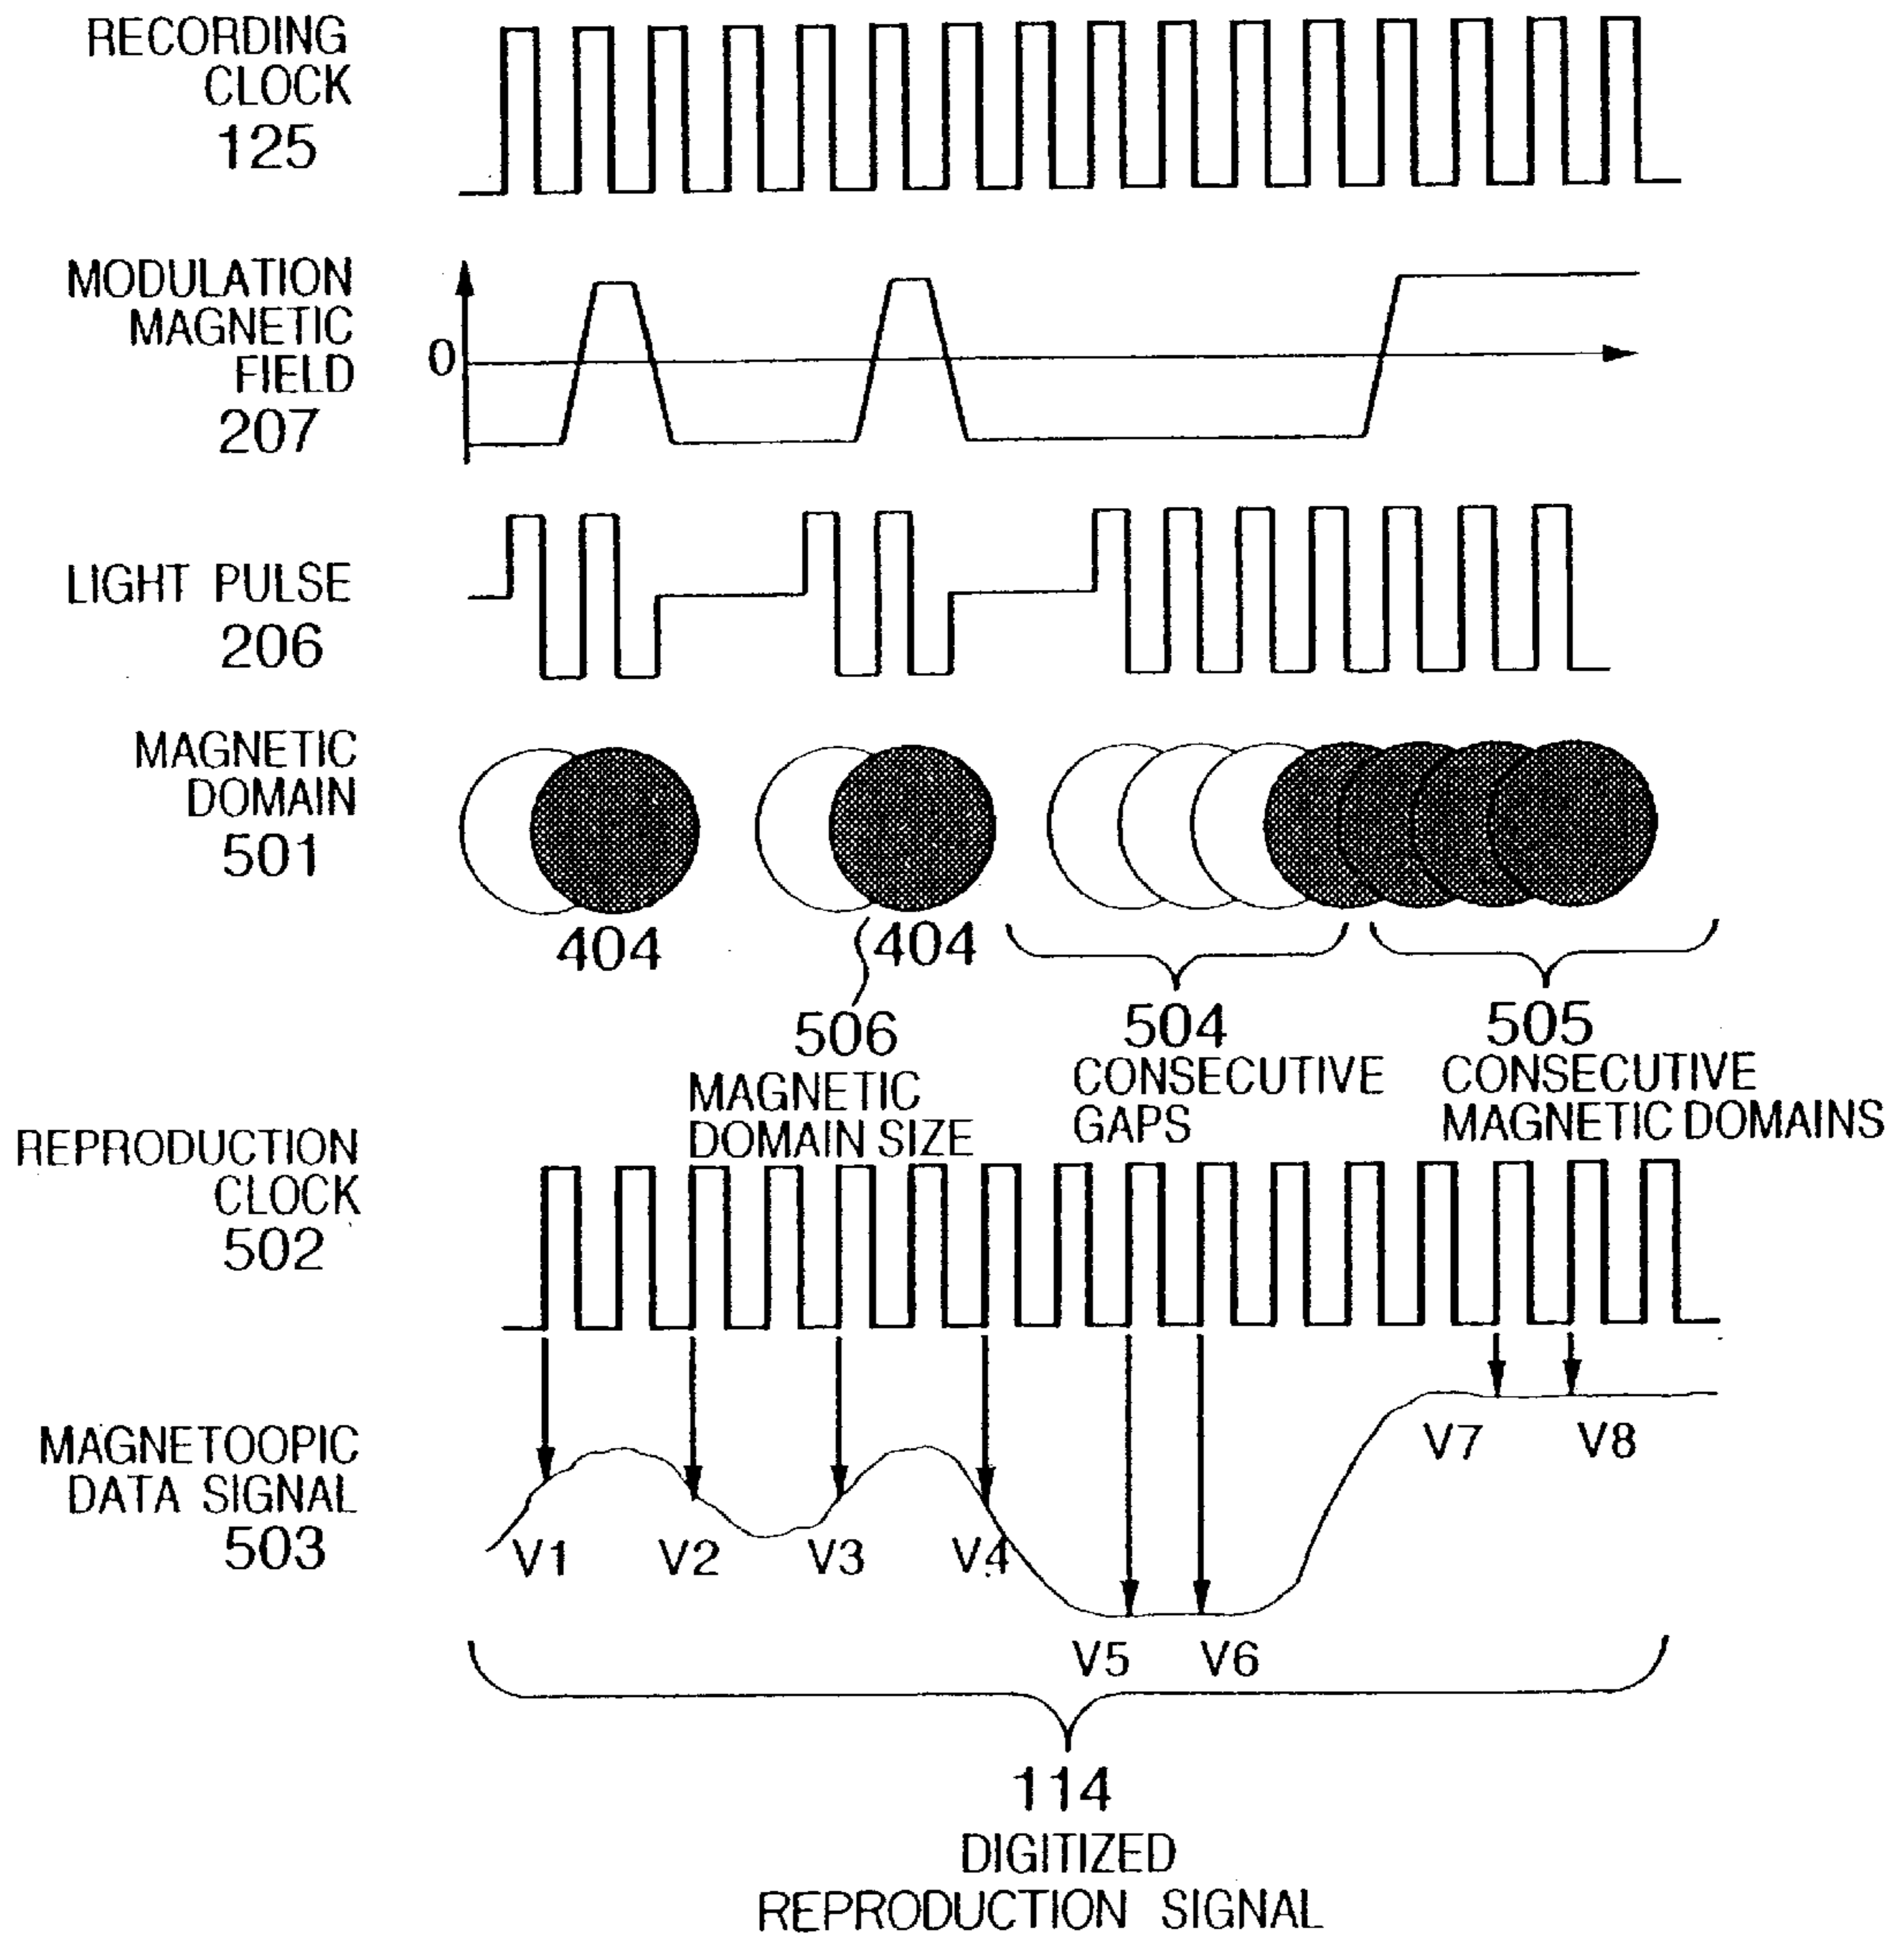 RECORDING
CLOCK
125
MODULATION
MAGNETIC
FIELD
207
0
LIGHT PULSE
206
MAGNETIC
DOMAIN
501
404
404
506
MAGNETIC
DOMAIN SIZE
504
CONSECUTIVE
GAPS
505
CONSECUTIVE
MAGNETIC DOMAINS
REPRODUCTION
CLOCK
502
MAGNETOOPIC
DATA SIGNAL
503
V1
V2
V3
V4
V5
V6
V7
V8
114
DIGITIZED
REPRODUCTION SIGNAL